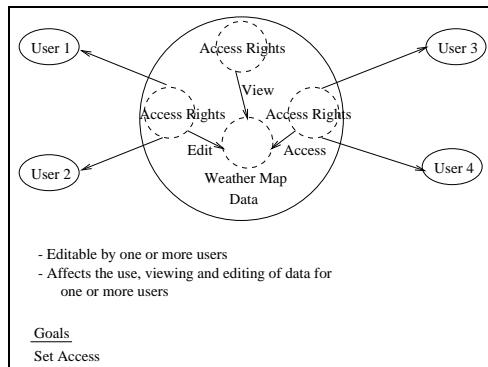 User 1
Access Rights
User 3
View
Access Rights
Access Rights
Edit
Access
User 2
Weather Map
Data
User 4
- Editable by one or more users
- Affects the use, viewing and editing of data for
one or more users
Goals
Set Access